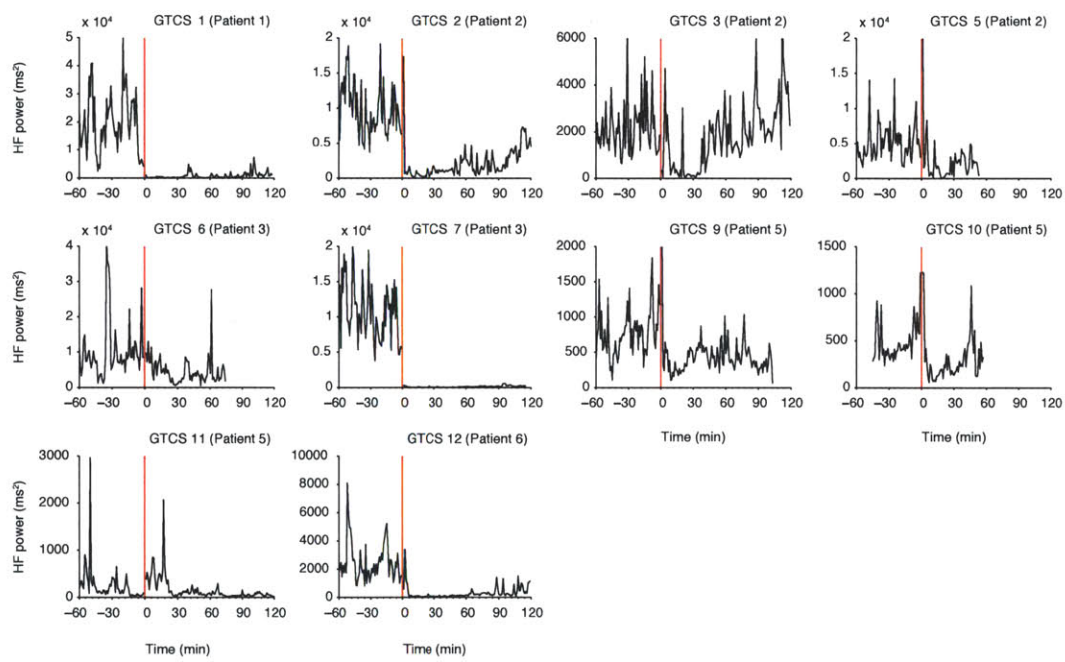 GTCS 1 (Patient 1)
x 10⁴
HF power (ms²)
5
4
3
2
1
0
−60 −30 0 30 60 90 120
GTCS 2 (Patient 2)
x 10⁴
2
1.5
1
0.5
0
−60 −30 0 30 60 90 120
GTCS 3 (Patient 2)
6000
4000
2000
0
−60 −30 0 30 60 90 120
GTCS 5 (Patient 2)
x 10⁴
2
1.5
1
0.5
0
−60 −30 0 30 60 90 120
GTCS 6 (Patient 3)
x 10⁴
HF power (ms²)
4
3
2
1
0
−60 −30 0 30 60 90 120
GTCS 7 (Patient 3)
x 10⁴
2
1.5
1
0.5
0
−60 −30 0 30 60 90 120
GTCS 9 (Patient 5)
2000
1500
1000
500
0
−60 −30 0 30 60 90 120
Time (min)
GTCS 10 (Patient 5)
1500
1000
500
0
−60 −30 0 30 60 90 120
Time (min)
GTCS 11 (Patient 5)
HF power (ms²)
3000
2000
1000
0
−60 −30 0 30 60 90 120
Time (min)
GTCS 12 (Patient 6)
10000
8000
6000
4000
2000
0
−60 −30 0 30 60 90 120
Time (min)